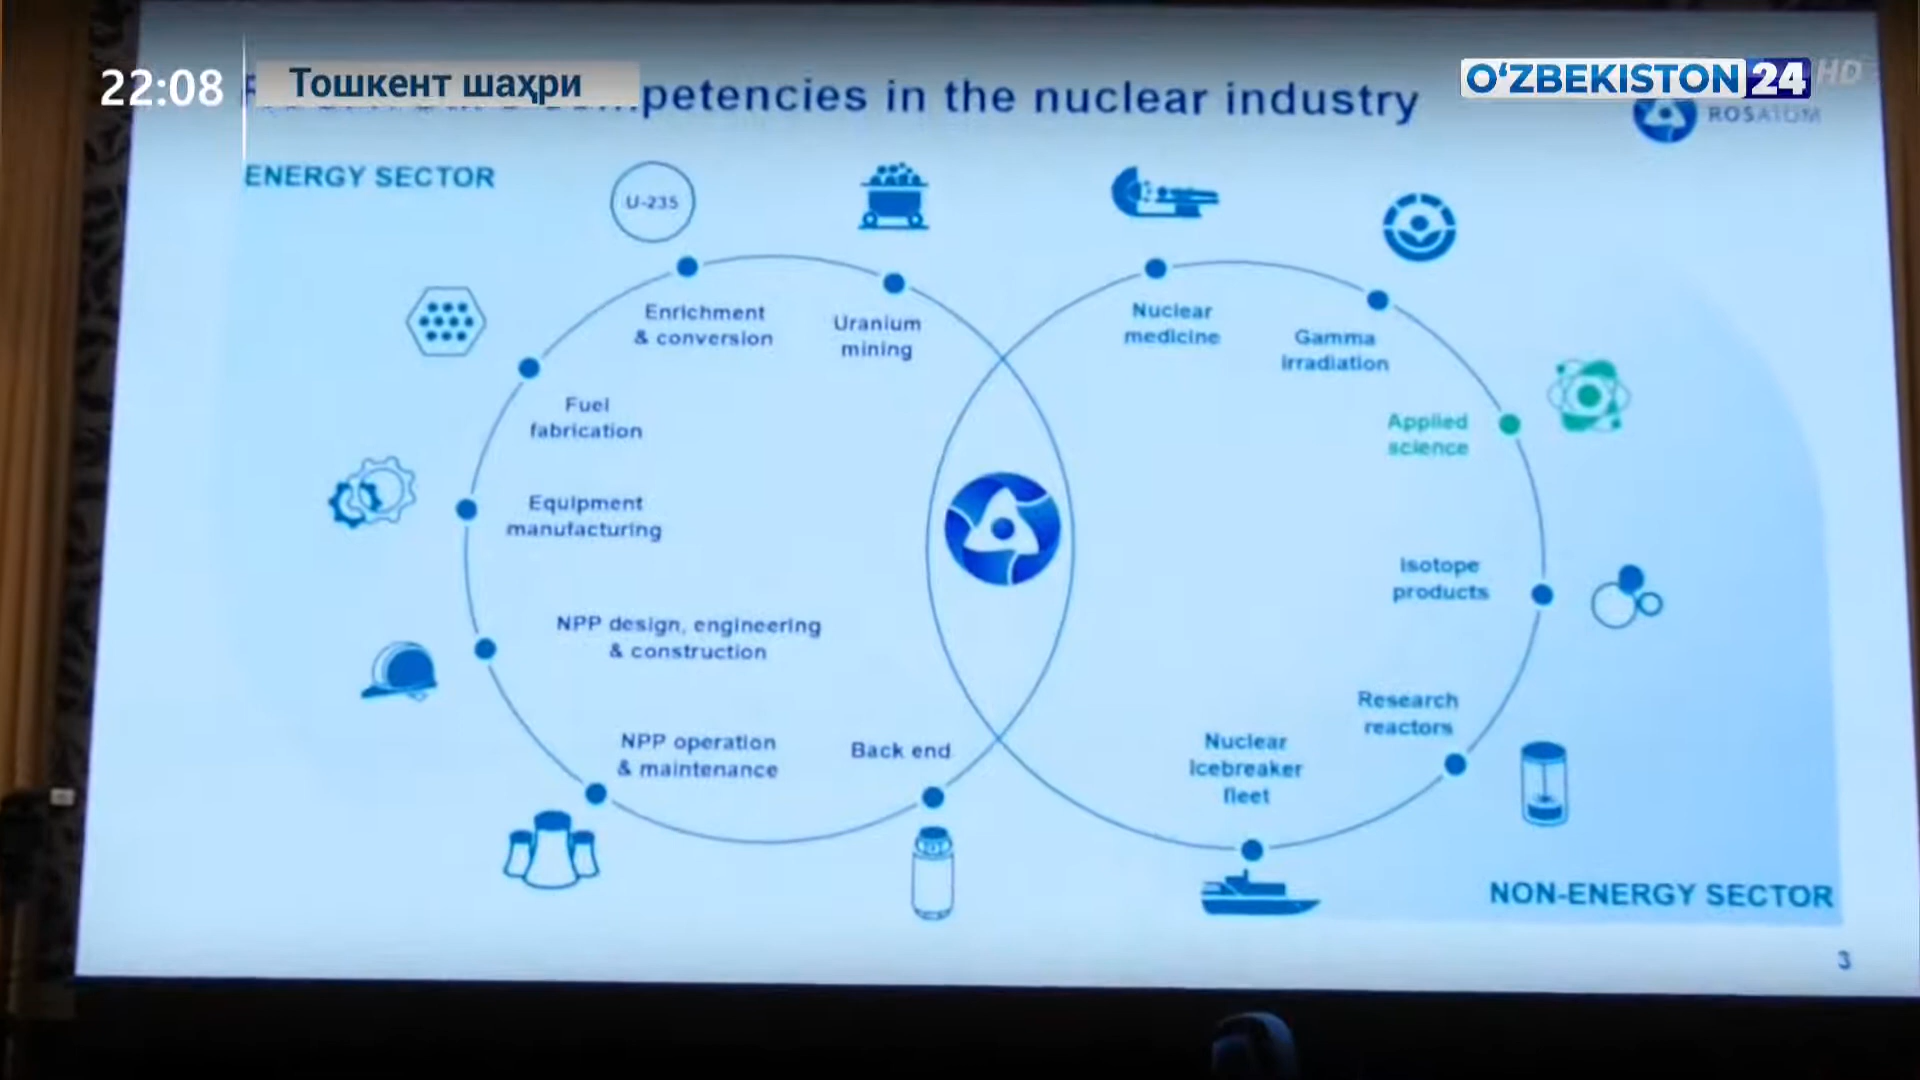 22:08
Тошкент шаҳри
petencies in the nuclear industry
O‘ZBEKISTON 24 HD
ROSATOM
ENERGY SECTOR
U-235
Enrichment
& conversion
Uranium
mining
Fuel
fabrication
Equipment
manufacturing
NPP design, engineering
& construction
NPP operation
& maintenance
Back end
Nuclear
medicine
Gamma
irradiation
Applied
science
Isotope
products
Research
reactors
Nuclear
Icebreaker
fleet
NON-ENERGY SECTOR
3